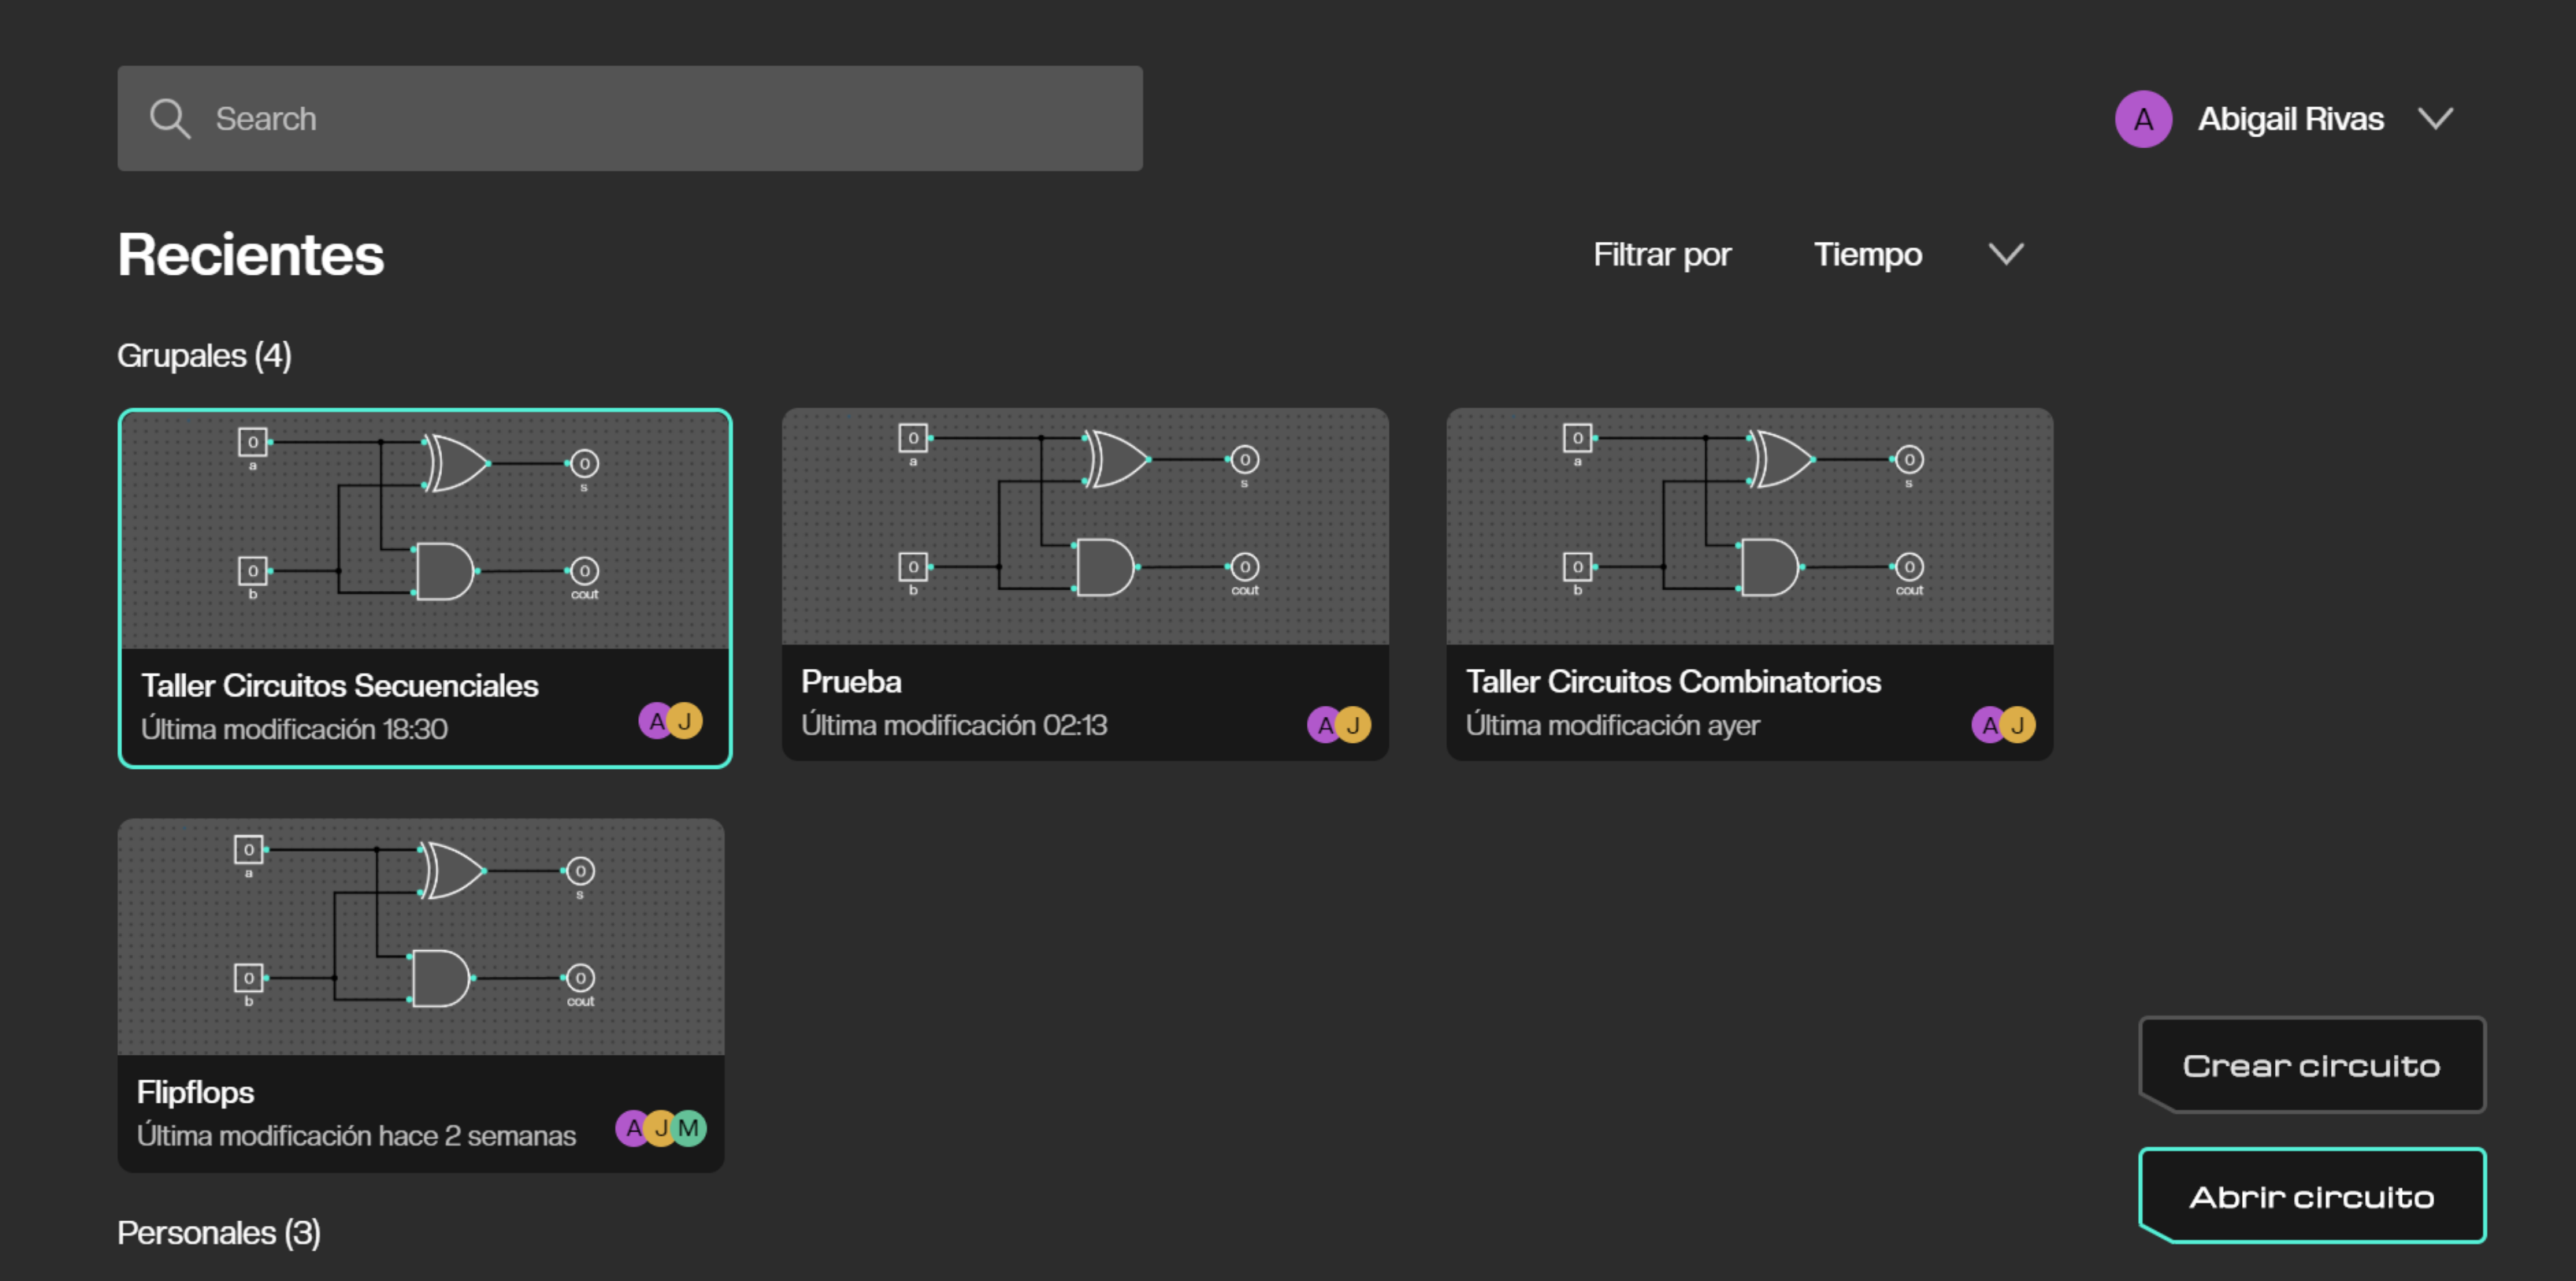 Search
A Abigail Rivas
Recientes
Filtrar por Tiempo
Grupales (4)
0
a
0
s
0
b
0
cout
Taller Circuitos Secuenciales
Última modificación 18:30
A J
0
a
0
s
0
b
0
cout
Prueba
Última modificación 02:13
A J
0
a
0
s
0
b
0
cout
Taller Circuitos Combinatorios
Última modificación ayer
A J
0
a
0
s
0
b
0
cout
Flipflops
Última modificación hace 2 semanas
A J M
Crear circuito
Abrir circuito
Personales (3)